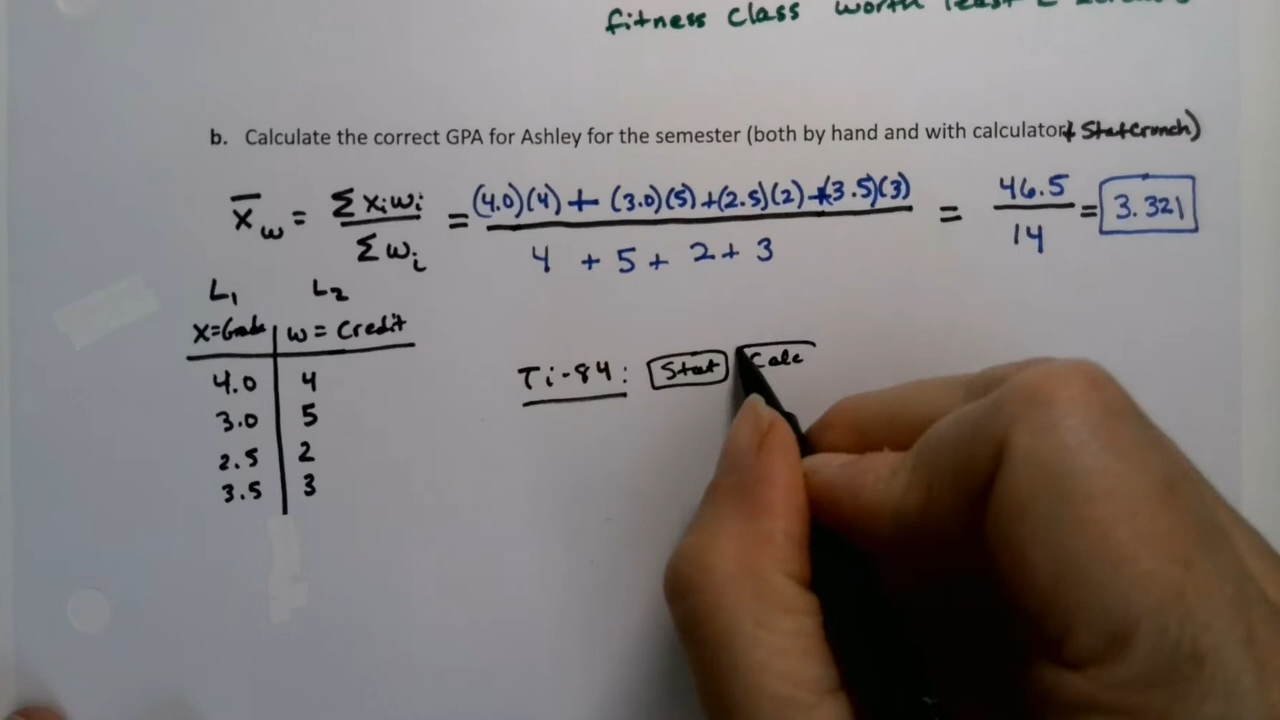 fitness class worth least 2
b. Calculate the correct GPA for Ashley for the semester (both by hand and with calculator & StatCrunch)
x̄w = Σxiwi / Σwi = (4.0)(4) + (3.0)(5) + (2.5)(2) + (3.5)(3) / 4 + 5 + 2 + 3 = 46.5 / 14 = 3.321
L1 L2
x=Grade w = Credit
4.0 4
3.0 5
2.5 2
3.5 3
Ti-84: Stat Calc